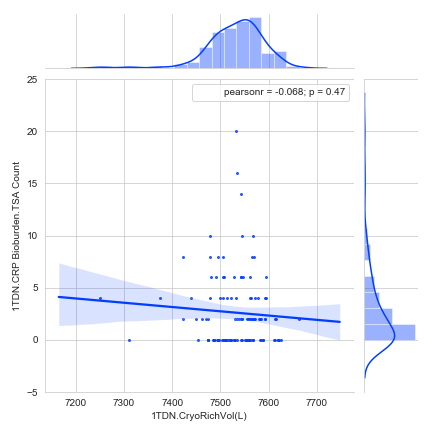 pearsonr = -0.068; p = 0.47
25
20
15
10
5
0
−5
1TDN.CRP Bioburden.TSA Count
7200 7300 7400 7500 7600 7700
1TDN.CryoRichVol(L)